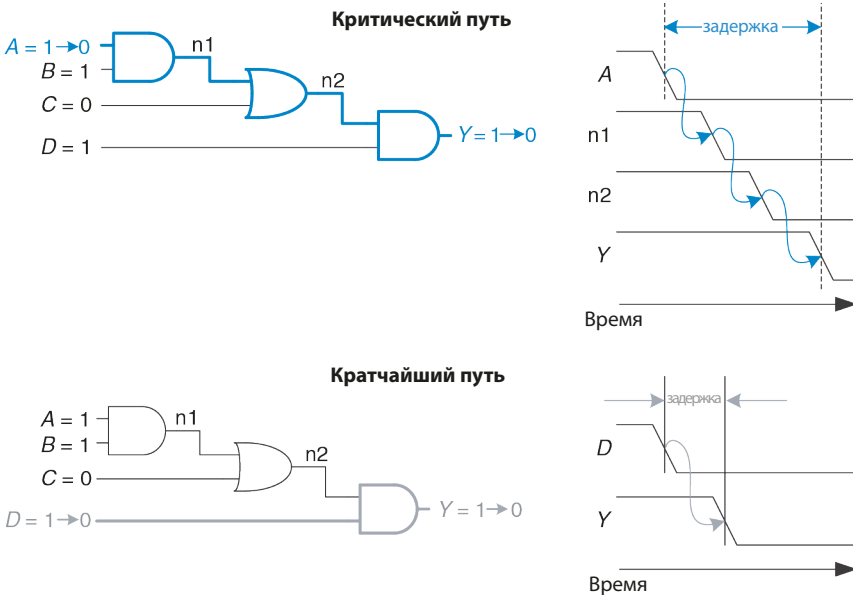 Критический путь
A = 1→0
B = 1
C = 0
D = 1
n1
n2
Y = 1→0
задержка
A
n1
n2
Y
Время
Кратчайший путь
A = 1
B = 1
C = 0
D = 1→0
n1
n2
Y = 1→0
задержка
D
Y
Время